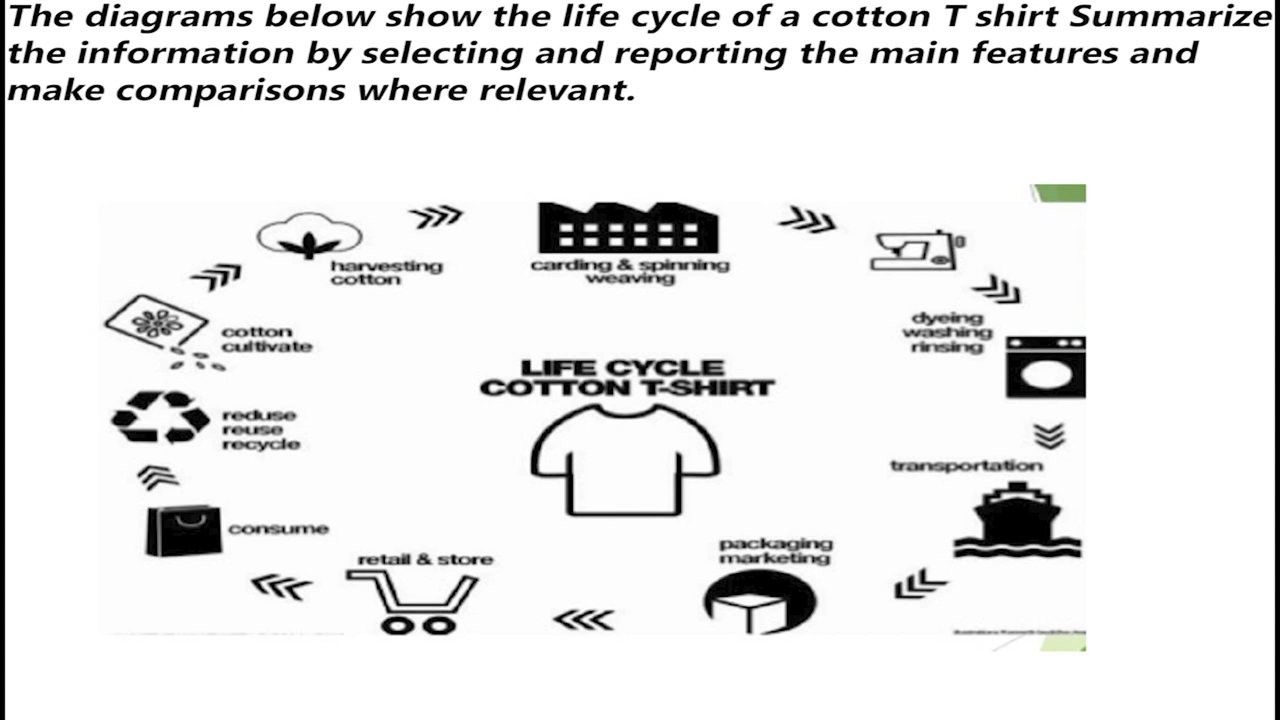 The diagrams below show the life cycle of a cotton T shirt Summarize
the information by selecting and reporting the main features and
make comparisons where relevant.
harvesting
cotton
carding & spinning
weaving
dyeing
washing
rinsing
cotton
cultivate
LIFE CYCLE
COTTON T-SHIRT
reduse
reuse
recycle
transportation
consume
packaging
marketing
retail & store